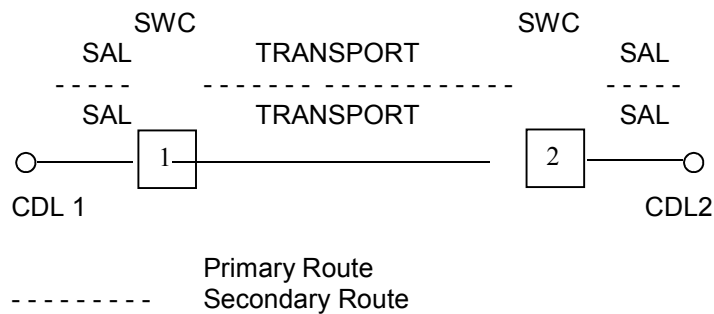 SWC SWC
SAL TRANSPORT SAL
SAL TRANSPORT SAL
1 2
CDL 1 CDL2
Primary Route
Secondary Route